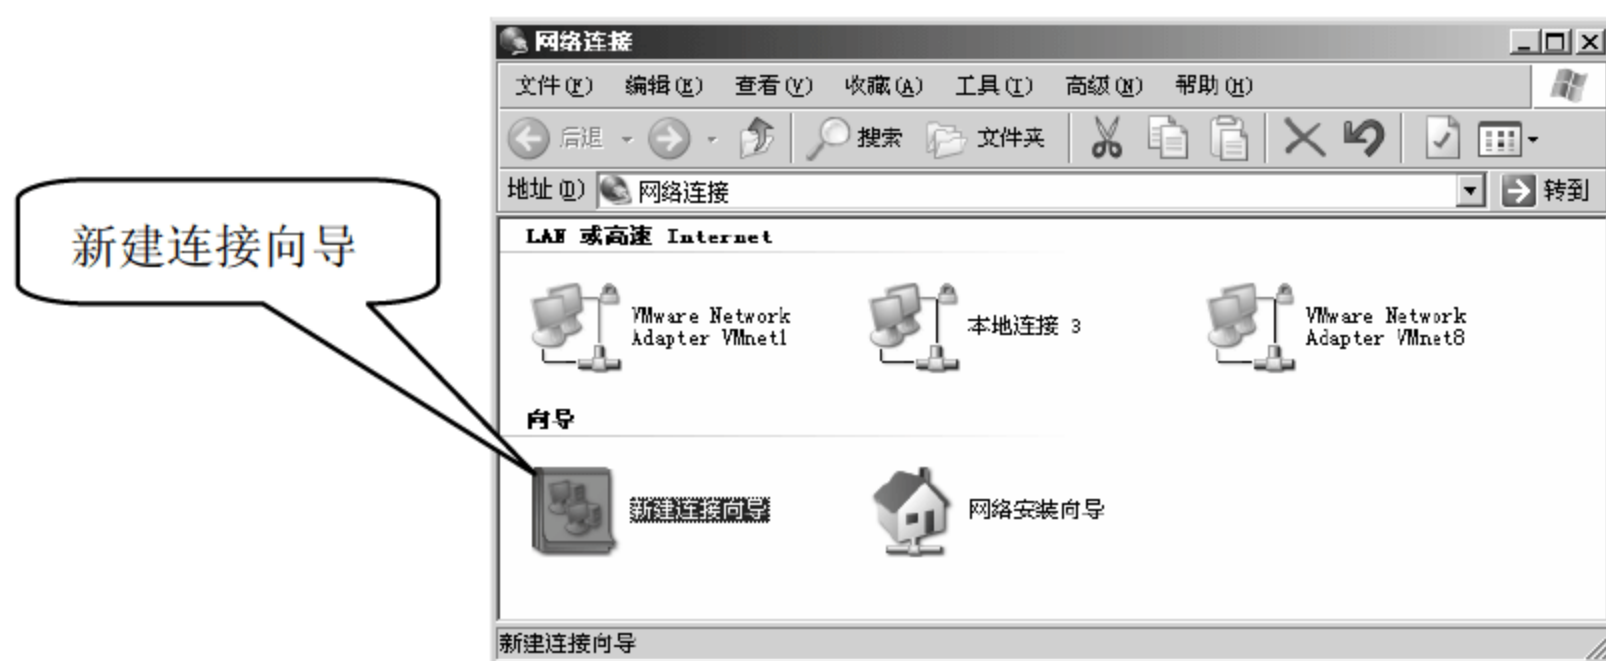 网络连接
文件(F) 编辑(E) 查看(V) 收藏(A) 工具(T) 高级(N) 帮助(H)
后退 搜索 文件夹
地址(D) 网络连接 转到
新建连接向导
LAN 或高速 Internet
VMware Network
Adapter VMnet1
本地连接 3
VMware Network
Adapter VMnet8
向导
新建连接向导
网络安装向导
新建连接向导